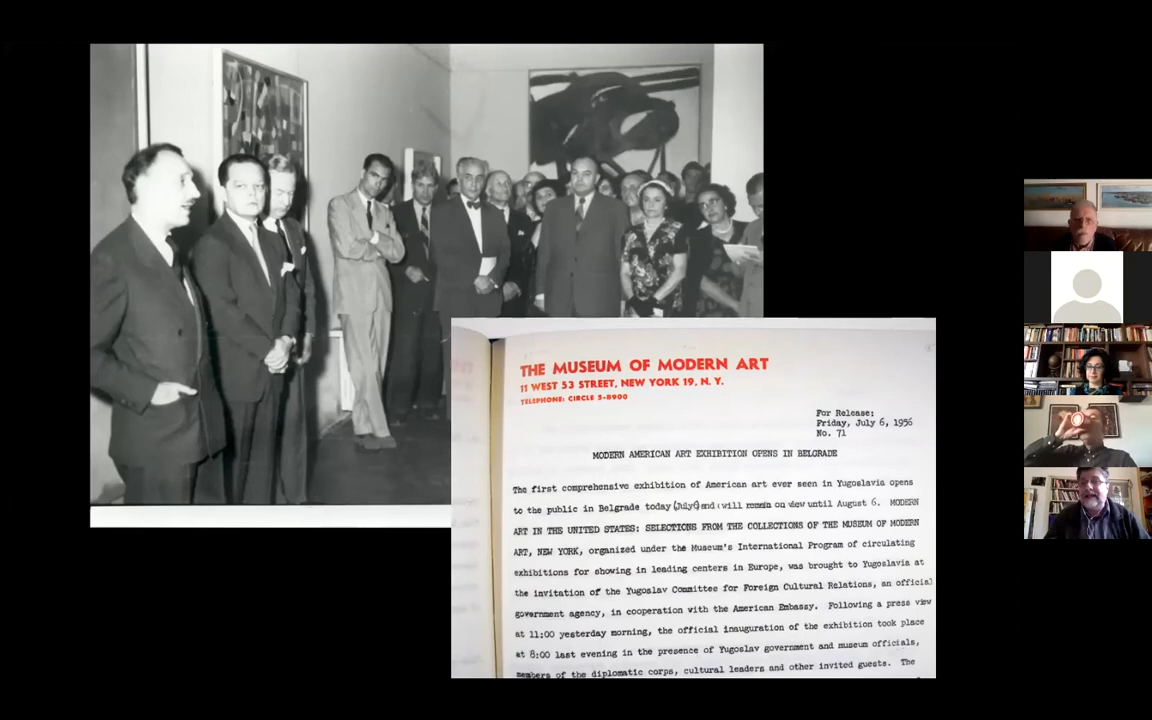 THE MUSEUM OF MODERN ART
11 WEST 53 STREET, NEW YORK 19, N. Y.
TELEPHONE: CIRCLE 5-8900
For Release:
Friday, July 6, 1956
No. 71
MODERN AMERICAN ART EXHIBITION OPENS IN BELGRADE
The first comprehensive exhibition of American art ever seen in Yugoslavia opens
to the public in Belgrade today (July 6) and will remain on view until August 6. MODERN
ART IN THE UNITED STATES: SELECTIONS FROM THE COLLECTIONS OF THE MUSEUM OF MODERN
ART, NEW YORK, organized under the Museum's International Program of circulating
exhibitions for showing in leading centers in Europe, was brought to Yugoslavia at
the invitation of the Yugoslav Committee for Foreign Cultural Relations, an official
government agency, in cooperation with the American Embassy. Following a press view
at 11:00 yesterday morning, the official inauguration of the exhibition took place
at 8:00 last evening in the presence of Yugoslav government and museum officials,
members of the diplomatic corps, cultural leaders and other invited guests. The